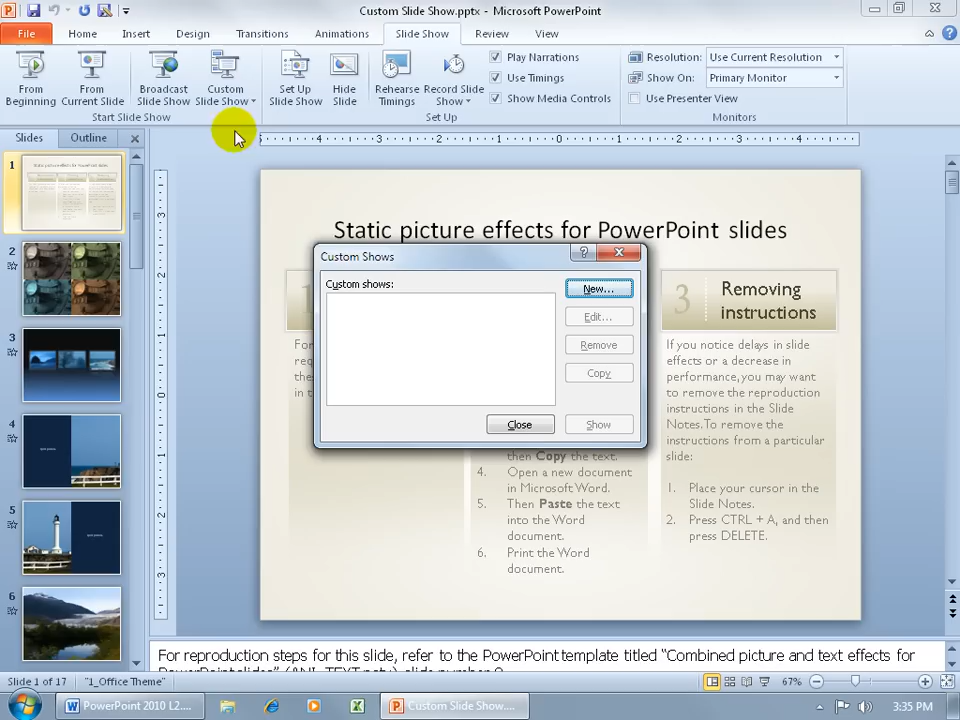 Custom Slide Show.pptx - Microsoft PowerPoint
File Home Insert Design Transitions Animations Slide Show Review View
From Beginning
From Current Slide
Broadcast Slide Show
Custom Slide Show
Set Up Slide Show
Hide Slide
Rehearse Timings
Record Slide Show
Play Narrations
Use Timings
Show Media Controls
Resolution: Use Current Resolution
Show On: Primary Monitor
Use Presenter View
Start Slide Show
Set Up
Monitors
Slides Outline
1
2
3
4
5
6
Static picture effects for PowerPoint slides
Custom Shows
Custom shows:
New...
Edit...
Remove
Copy
Close
Show
then Copy the text.
4. Open a new document
in Microsoft Word.
5. Then Paste the text
into the Word
document.
6. Print the Word
document.
3 Removing
instructions
If you notice delays in slide
effects or a decrease in
performance, you may want
to remove the reproduction
instructions in the Slide
Notes. To remove the
instructions from a particular
slide:
1. Place your cursor in the
Slide Notes.
2. Press CTRL + A, and then
press DELETE.
For reproduction steps for this slide, refer to the PowerPoint template titled “Combined picture and text effects for
Slide 1 of 17 "1_Office Theme" 67%
PowerPoint 2010 L2... Custom Slide Show.... 3:35 PM